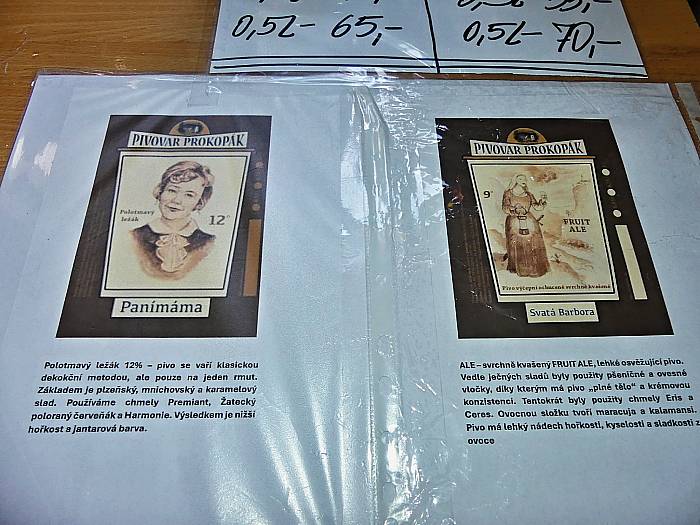 0,5L- 65,-
0,5L- 70,-
PIVOVAR PROKOPÁK
Polotmavý
ležák
12°
Panímáma
Polotmavý ležák 12% – pivo se vaří klasickou
dekokční metodou, ale pouze na jeden rmut.
Základem je plzeňský, mnichovský a karamelový
slad. Používáme chmely Premiant, Žatecký
poloraný červeňák a Harmonie. Výsledkem je nižší
hořkost a jantarová barva.
PIVOVAR PROKOPÁK
9°
FRUIT
ALE
Pivo výčepní ochucené svrchně kvašené
Svatá Barbora
ALE – svrchně kvašený FRUIT ALE, lehké osvěžující pivo.
Vedle ječných sladů byly použity pšeničné a ovesné
vločky, díky kterým má pivo „plné tělo" a krémovou
konzistenci. Tentokrát byly použity chmely Eris a
Ceres. Ovocnou složku tvoří maracuja a kalamansi.
Pivo má lehký nádech hořkosti, kyselosti a sladkosti z
ovoce